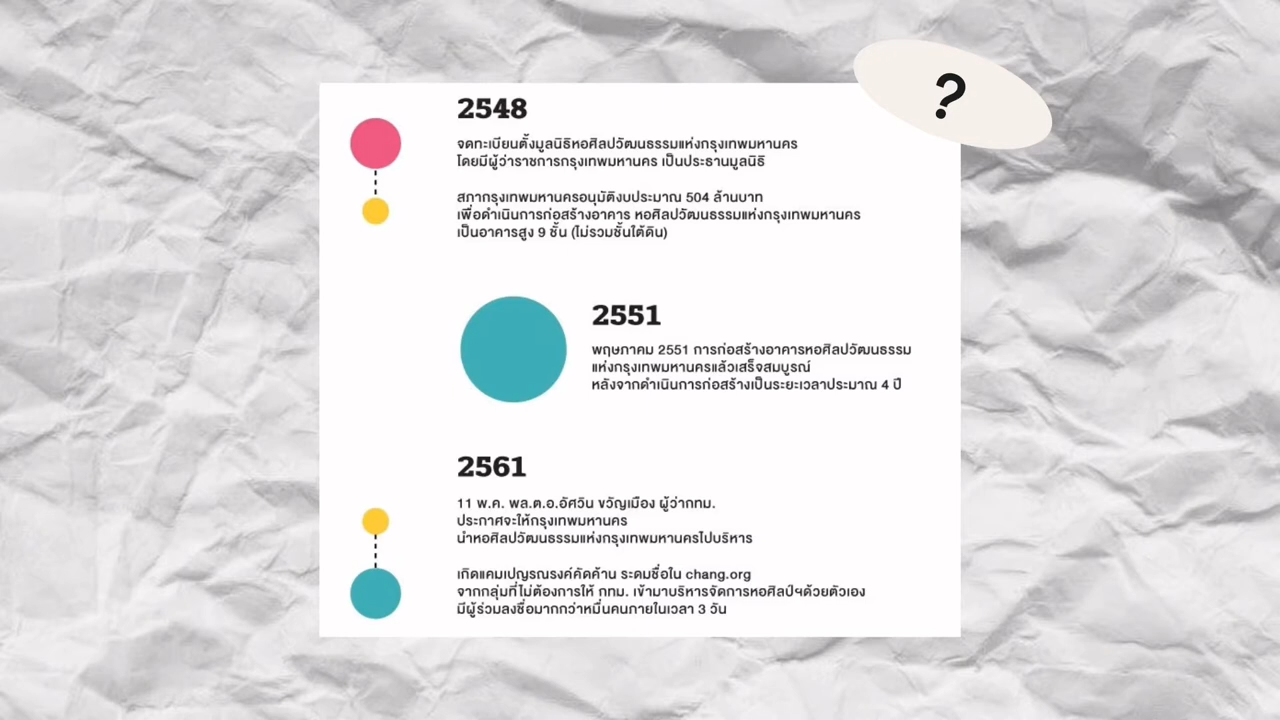 ?
2548
จดทะเบียนตั้งมูลนิธิหอศิลปวัฒนธรรมแห่งกรุงเทพมหานคร
โดยมีผู้ว่าราชการกรุงเทพมหานคร เป็นประธานมูลนิธิ
สภากรุงเทพมหานครอนุมัติงบประมาณ 504 ล้านบาท
เพื่อดำเนินการก่อสร้างอาคาร หอศิลปวัฒนธรรมแห่งกรุงเทพมหานคร
เป็นอาคารสูง 9 ชั้น (ไม่รวมชั้นใต้ดิน)
2551
พฤษภาคม 2551 การก่อสร้างอาคารหอศิลปวัฒนธรรม
แห่งกรุงเทพมหานครแล้วเสร็จสมบูรณ์
หลังจากดำเนินการก่อสร้างเป็นระยะเวลาประมาณ 4 ปี
2561
11 พ.ค. พล.ต.อ.อัศวิน ขวัญเมือง ผู้ว่ากทม.
ประกาศจะให้กรุงเทพมหานคร
นำหอศิลปวัฒนธรรมแห่งกรุงเทพมหานครไปบริหาร
เกิดแคมเปญรณรงค์คัดค้าน ระดมชื่อใน chang.org
จากกลุ่มที่ไม่ต้องการให้ กทม. เข้ามาบริหารจัดการหอศิลป์ฯด้วยตัวเอง
มีผู้ร่วมลงชื่อมากกว่าหมื่นคนภายในเวลา 3 วัน